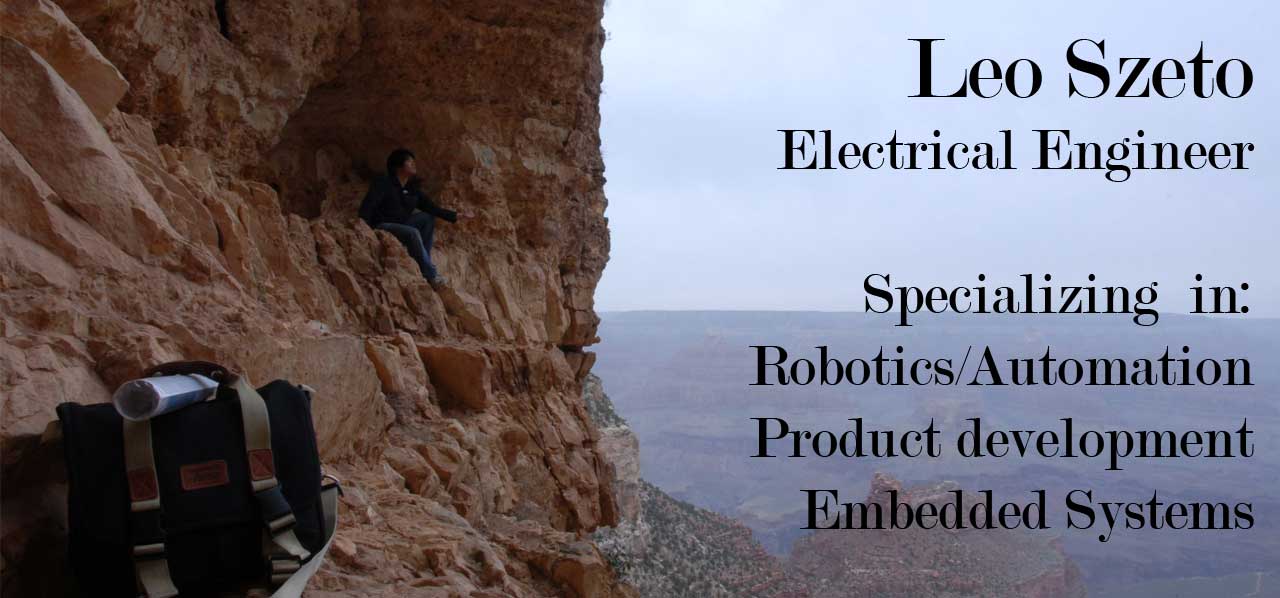 Leo Szeto
Electrical Engineer
Specializing in:
Robotics/Automation
Product development
Embedded Systems